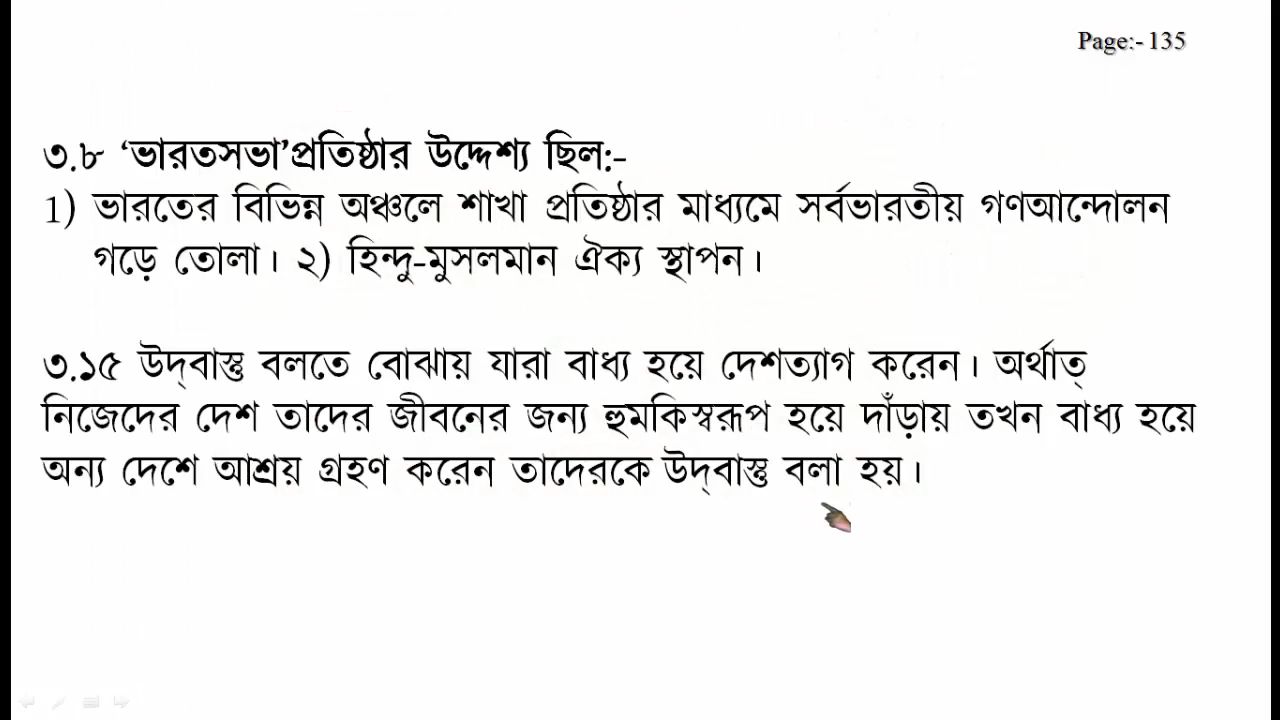 Page:- 135
৩.৮ ‘ভারতসভা’প্রতিষ্ঠার উদ্দেশ্য ছিল:-
1) ভারতের বিভিন্ন অঞ্চলে শাখা প্রতিষ্ঠার মাধ্যমে সর্বভারতীয় গণআন্দোলন
গড়ে তোলা। ২) হিন্দু-মুসলমান ঐক্য স্থাপন।
৩.১৫ উদ্‌বাস্তু বলতে বোঝায় যারা বাধ্য হয়ে দেশত্যাগ করেন। অর্থাত্
নিজেদের দেশ তাদের জীবনের জন্য হুমকিস্বরূপ হয়ে দাঁড়ায় তখন বাধ্য হয়ে
অন্য দেশে আশ্রয় গ্রহণ করেন তাদেরকে উদ্‌বাস্তু বলা হয়।